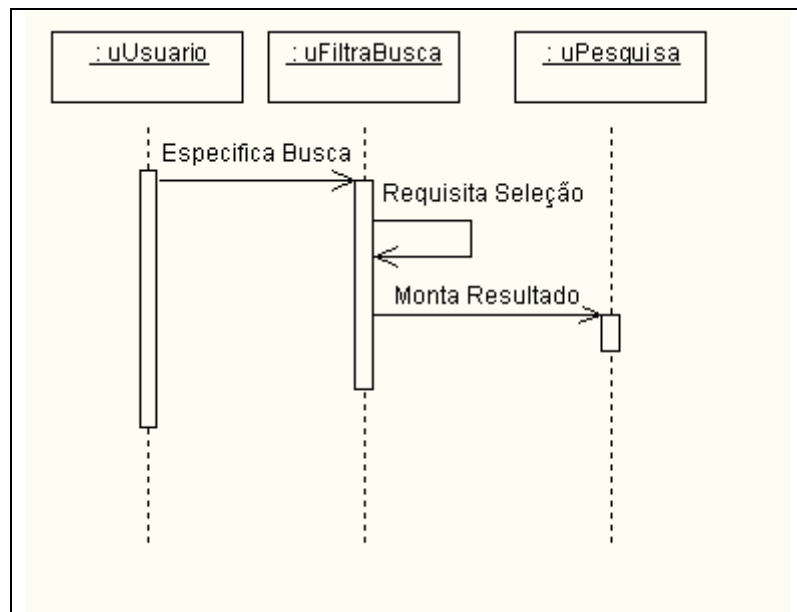 : uUsuario
: uFiltraBusca
: uPesquisa
Especifica Busca
Requisita Seleção
Monta Resultado